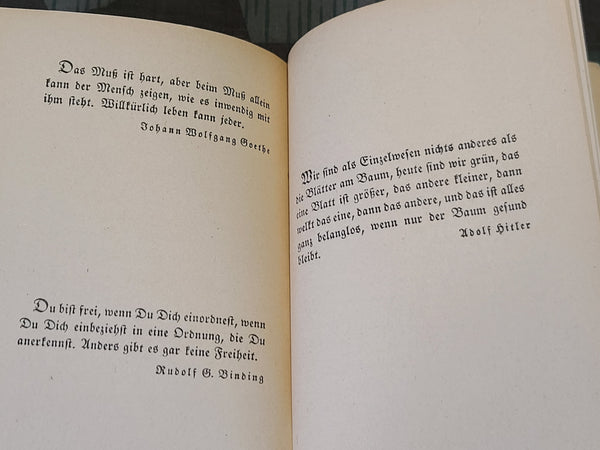 Das Muß ist hart, aber beim Muß allein
kann der Mensch zeigen, wie es inwendig mit
ihm steht. Willkürlich leben kann jeder.
Johann Wolfgang Goethe
Du bist frei, wenn Du Dich einordnest, wenn
Du Dich einbeziehst in eine Ordnung, die Du
anerkennst. Anders gibt es gar keine Freiheit.
Rudolf G. Binding
Wir sind als Einzelwesen nichts anderes als
die Blätter am Baum, heute sind wir grün, das
eine Blatt ist größer, das andere kleiner, dann
welkt das eine, dann das andere, und das ist alles
ganz belanglos, wenn nur der Baum gesund
bleibt.
Adolf Hitler